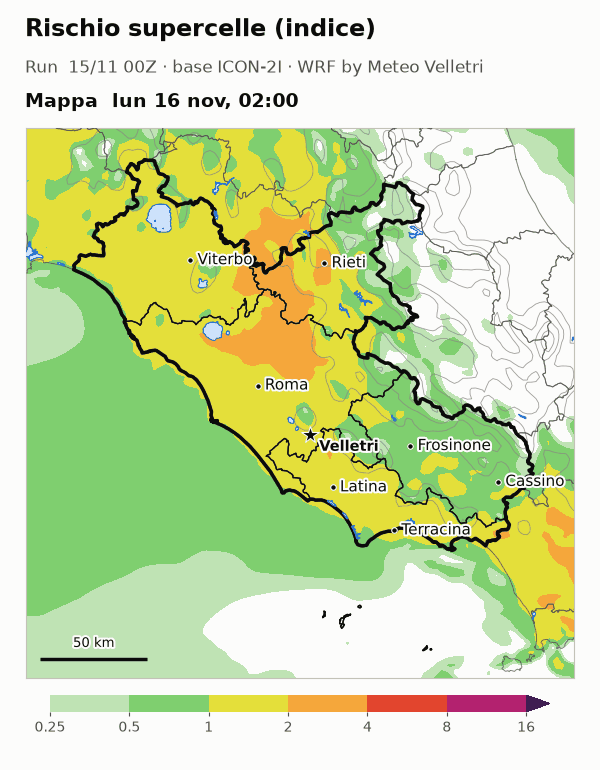 Rischio supercelle (indice)
Run  15/11 00Z · base ICON-2I · WRF by Meteo Velletri
Mappa  lun 16 nov, 02:00
Viterbo
Rieti
Roma
Velletri
Frosinone
Cassino
Latina
Terracina
50 km
0.25 0.5 1 2 4 8 16